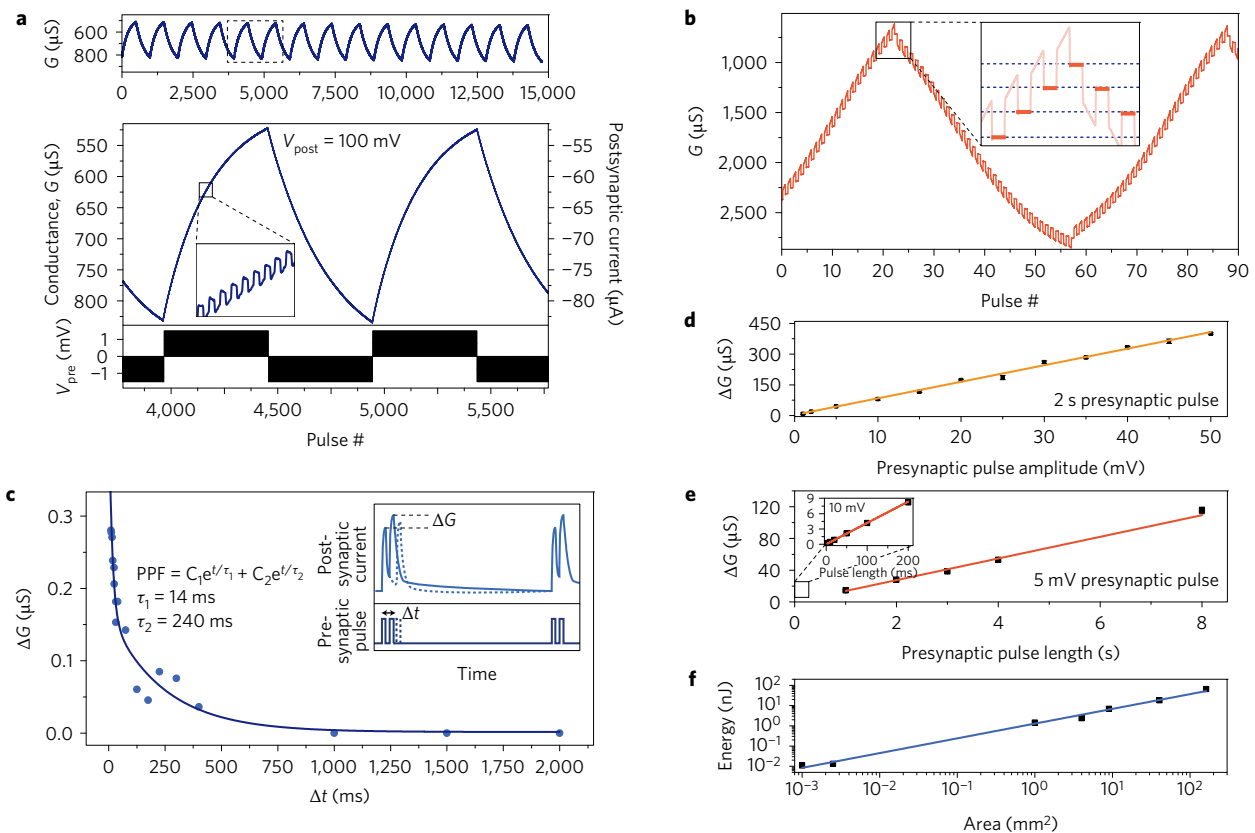 a
G (μS)
600
800
0 2,500 5,000 7,500 10,000 12,500 15,000
Conductance, G (μS)
550
600
650
700
750
800
V_post = 100 mV
Postsynaptic current (μA)
−55
−60
−65
−70
−75
−80
V_pre (mV)
1
0
−1
4,000 4,500 5,000 5,500
Pulse #
b
G (μS)
1,000
1,500
2,000
2,500
0 10 20 30 40 50 60 70 80 90
Pulse #
c
ΔG (μS)
0.3
0.2
0.1
0.0
PPF = C₁e^{t/τ₁} + C₂e^{t/τ₂}
τ₁ = 14 ms
τ₂ = 240 ms
Post-
synaptic
current
ΔG
Pre-
synaptic
pulse
Δt
Time
0 250 500 750 1,000 1,250 1,500 1,750 2,000
Δt (ms)
d
ΔG (μS)
450
300
150
0
2 s presynaptic pulse
0 10 20 30 40 50
Presynaptic pulse amplitude (mV)
e
ΔG (μS)
120
80
40
0
9
6
3
0
10 mV
0 100 200
Pulse length (ms)
5 mV presynaptic pulse
0 2 4 6 8
Presynaptic pulse length (s)
f
Energy (nJ)
10²
10¹
10⁰
10⁻¹
10⁻²
10⁻³ 10⁻² 10⁻¹ 10⁰ 10¹ 10²
Area (mm²)